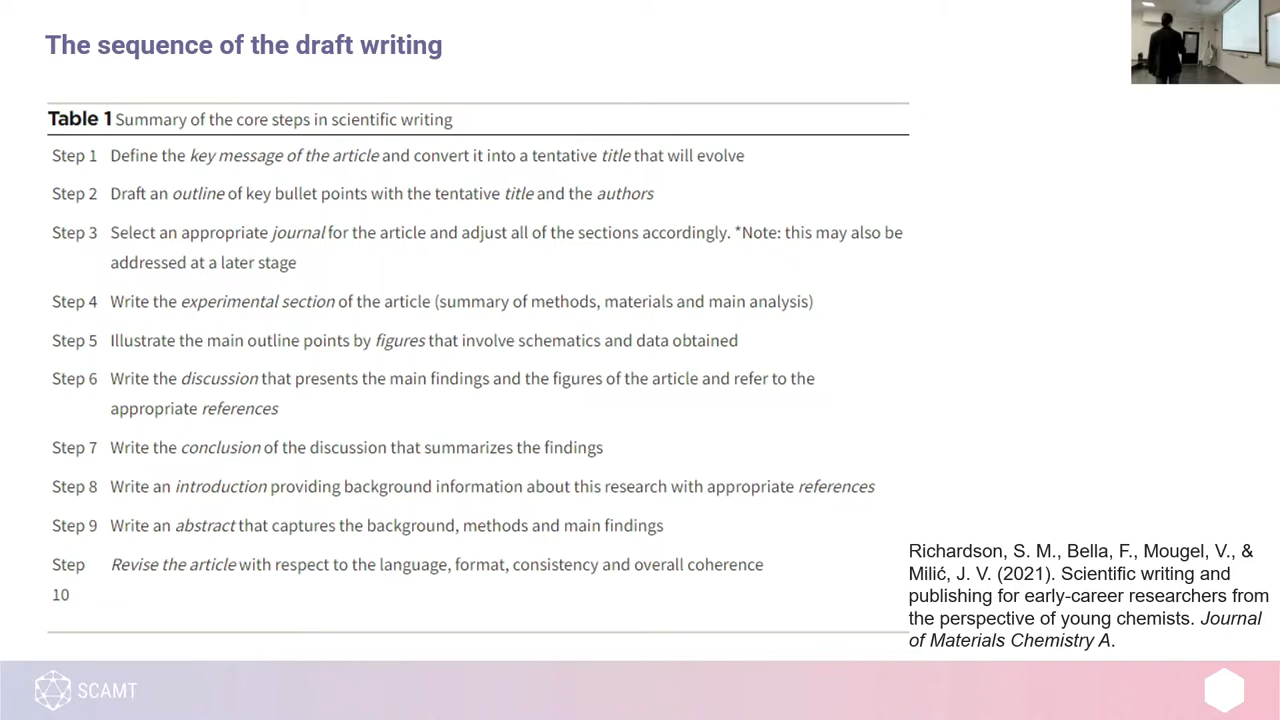 The sequence of the draft writing
Table 1 Summary of the core steps in scientific writing
Step 1 Define the key message of the article and convert it into a tentative title that will evolve
Step 2 Draft an outline of key bullet points with the tentative title and the authors
Step 3 Select an appropriate journal for the article and adjust all of the sections accordingly. *Note: this may also be
addressed at a later stage
Step 4 Write the experimental section of the article (summary of methods, materials and main analysis)
Step 5 Illustrate the main outline points by figures that involve schematics and data obtained
Step 6 Write the discussion that presents the main findings and the figures of the article and refer to the
appropriate references
Step 7 Write the conclusion of the discussion that summarizes the findings
Step 8 Write an introduction providing background information about this research with appropriate references
Step 9 Write an abstract that captures the background, methods and main findings
Step Revise the article with respect to the language, format, consistency and overall coherence
10
Richardson, S. M., Bella, F., Mougel, V., &
Milić, J. V. (2021). Scientific writing and
publishing for early-career researchers from
the perspective of young chemists. Journal
of Materials Chemistry A.
SCAMT